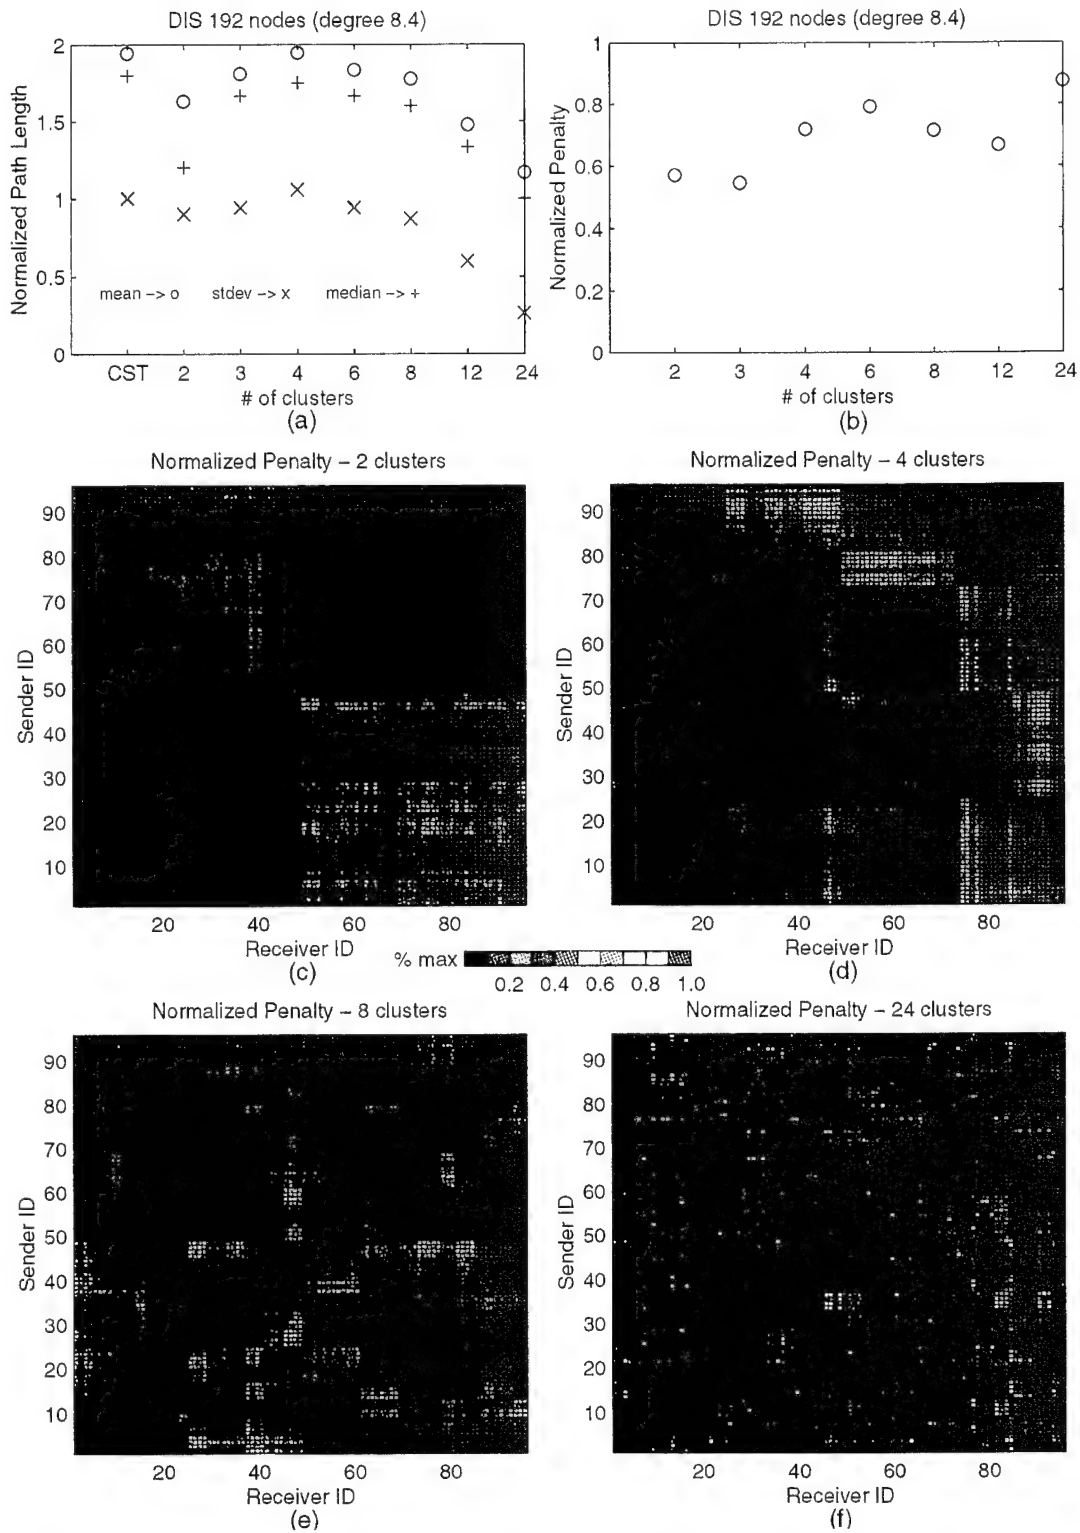 DIS 192 nodes (degree 8.4)
Normalized Path Length
2
1.5
1
0.5
0
mean –> o stdev –> x median –> +
CST 2 3 4 6 8 12 24
# of clusters
(a)
DIS 192 nodes (degree 8.4)
Normalized Penalty
1
0.8
0.6
0.4
0.2
0
2 3 4 6 8 12 24
# of clusters
(b)
Normalized Penalty – 2 clusters
Sender ID
90
80
70
60
50
40
30
20
10
20 40 60 80
Receiver ID
(c)
Normalized Penalty – 4 clusters
Sender ID
90
80
70
60
50
40
30
20
10
20 40 60 80
Receiver ID
(d)
% max
0.2 0.4 0.6 0.8 1.0
Normalized Penalty – 8 clusters
Sender ID
90
80
70
60
50
40
30
20
10
20 40 60 80
Receiver ID
(e)
Normalized Penalty – 24 clusters
Sender ID
90
80
70
60
50
40
30
20
10
20 40 60 80
Receiver ID
(f)